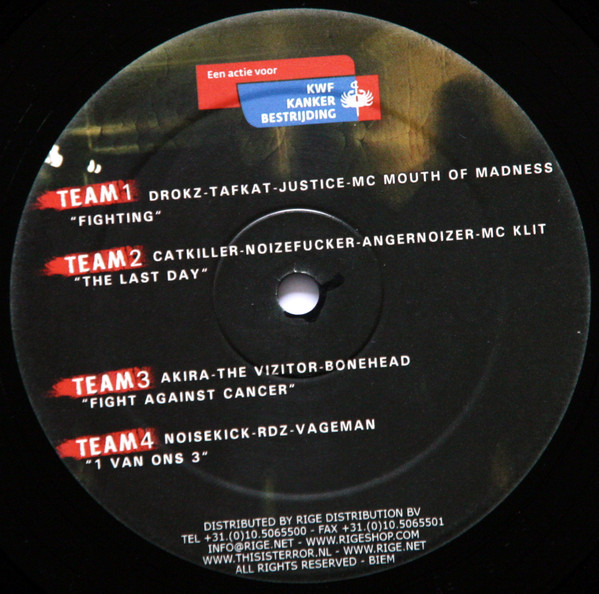 Een actie voor
KWF
KANKER
BESTRIJDING
TEAM1 DROKZ-TAFKAT-JUSTICE-MC MOUTH OF MADNESS
"FIGHTING"
TEAM2 CATKILLER-NOIZEFUCKER-ANGERNOIZER-MC KLIT
"THE LAST DAY"
TEAM3 AKIRA-THE VIZITOR-BONEHEAD
"FIGHT AGAINST CANCER"
TEAM4 NOISEKICK-RDZ-VAGEMAN
"1 VAN ONS 3"
DISTRIBUTED BY RIGE DISTRIBUTION BV
TEL +31.(0)10.5065500 - FAX +31.(0)10.5065501
INFO@RIGE.NET - WWW.RIGESHOP.COM
WWW.THISISTERROR.NL - WWW.RIGE.NET
ALL RIGHTS RESERVED - BIEM